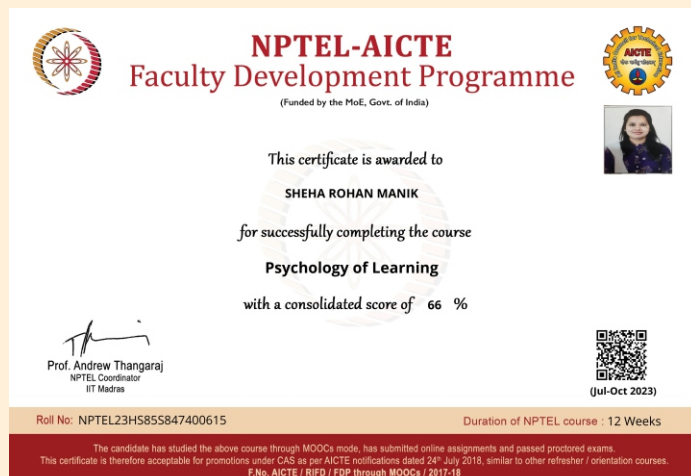 NPTEL-AICTE
Faculty Development Programme
(Funded by the MoE, Govt. of India)
AICTE
This certificate is awarded to
SHEHA ROHAN MANIK
for successfully completing the course
Psychology of Learning
with a consolidated score of 66 %
Prof. Andrew Thangaraj
NPTEL Coordinator
IIT Madras
(Jul-Oct 2023)
Roll No: NPTEL23HS85S847400615
Duration of NPTEL course : 12 Weeks
The candidate has studied the above course through MOOCs mode, has submitted online assignments and passed proctored exams.
This certificate is therefore acceptable for promotions under CAS as per AICTE notifications dated 24th July 2018, similar to other refresher / orientation courses.
F.No. AICTE / RIFD / FDP through MOOCs / 2017-18